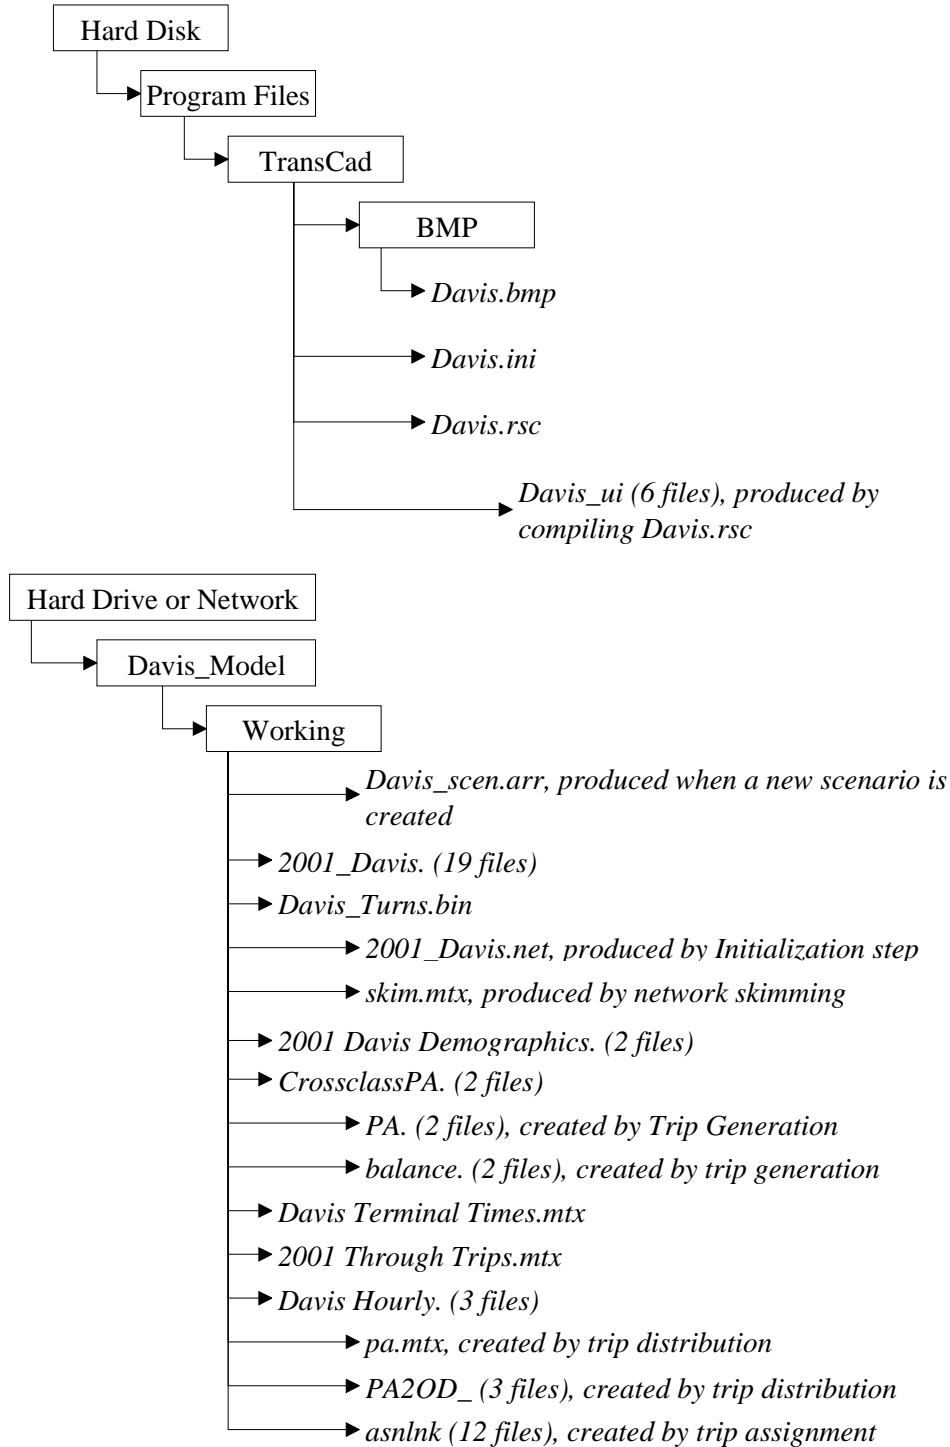 Hard Disk
Program Files
TransCad
BMP
Davis.bmp
Davis.ini
Davis.rsc
Davis_ui (6 files), produced by
compiling Davis.rsc
Hard Drive or Network
Davis_Model
Working
Davis_scen.arr, produced when a new scenario is
created
2001_Davis. (19 files)
Davis_Turns.bin
2001_Davis.net, produced by Initialization step
skim.mtx, produced by network skimming
2001 Davis Demographics. (2 files)
CrossclassPA. (2 files)
PA. (2 files), created by Trip Generation
balance. (2 files), created by trip generation
Davis Terminal Times.mtx
2001 Through Trips.mtx
Davis Hourly. (3 files)
pa.mtx, created by trip distribution
PA2OD_ (3 files), created by trip distribution
asnlnk (12 files), created by trip assignment